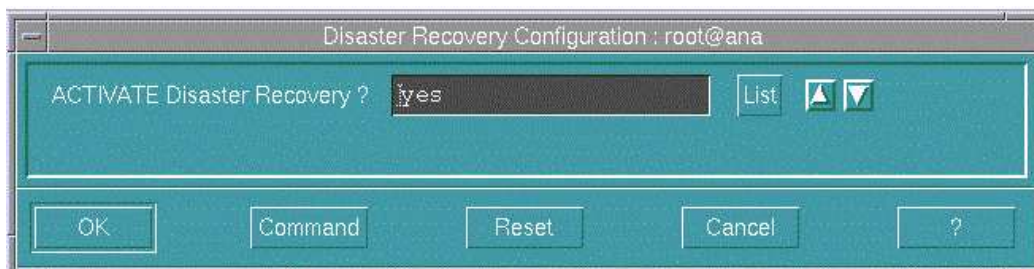 Disaster Recovery Configuration : root@ana
ACTIVATE Disaster Recovery ? yes List
OK Command Reset Cancel ?